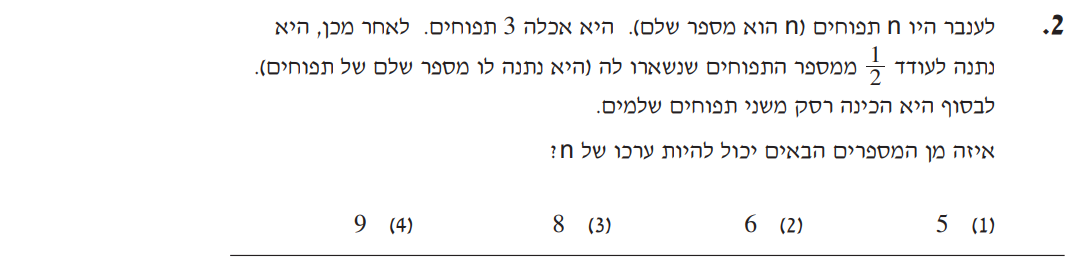 2. לענבר היו n תפוחים (n הוא מספר שלם). היא אכלה 3 תפוחים. לאחר מכן, היא
נתנה לעודד 1/2 ממספר התפוחים שנשארו לה (היא נתנה לו מספר שלם של תפוחים).
לבסוף היא הכינה רסק משני תפוחים שלמים.
איזה מן המספרים הבאים יכול להיות ערכו של n?
(1) 5 (2) 6 (3) 8 (4) 9